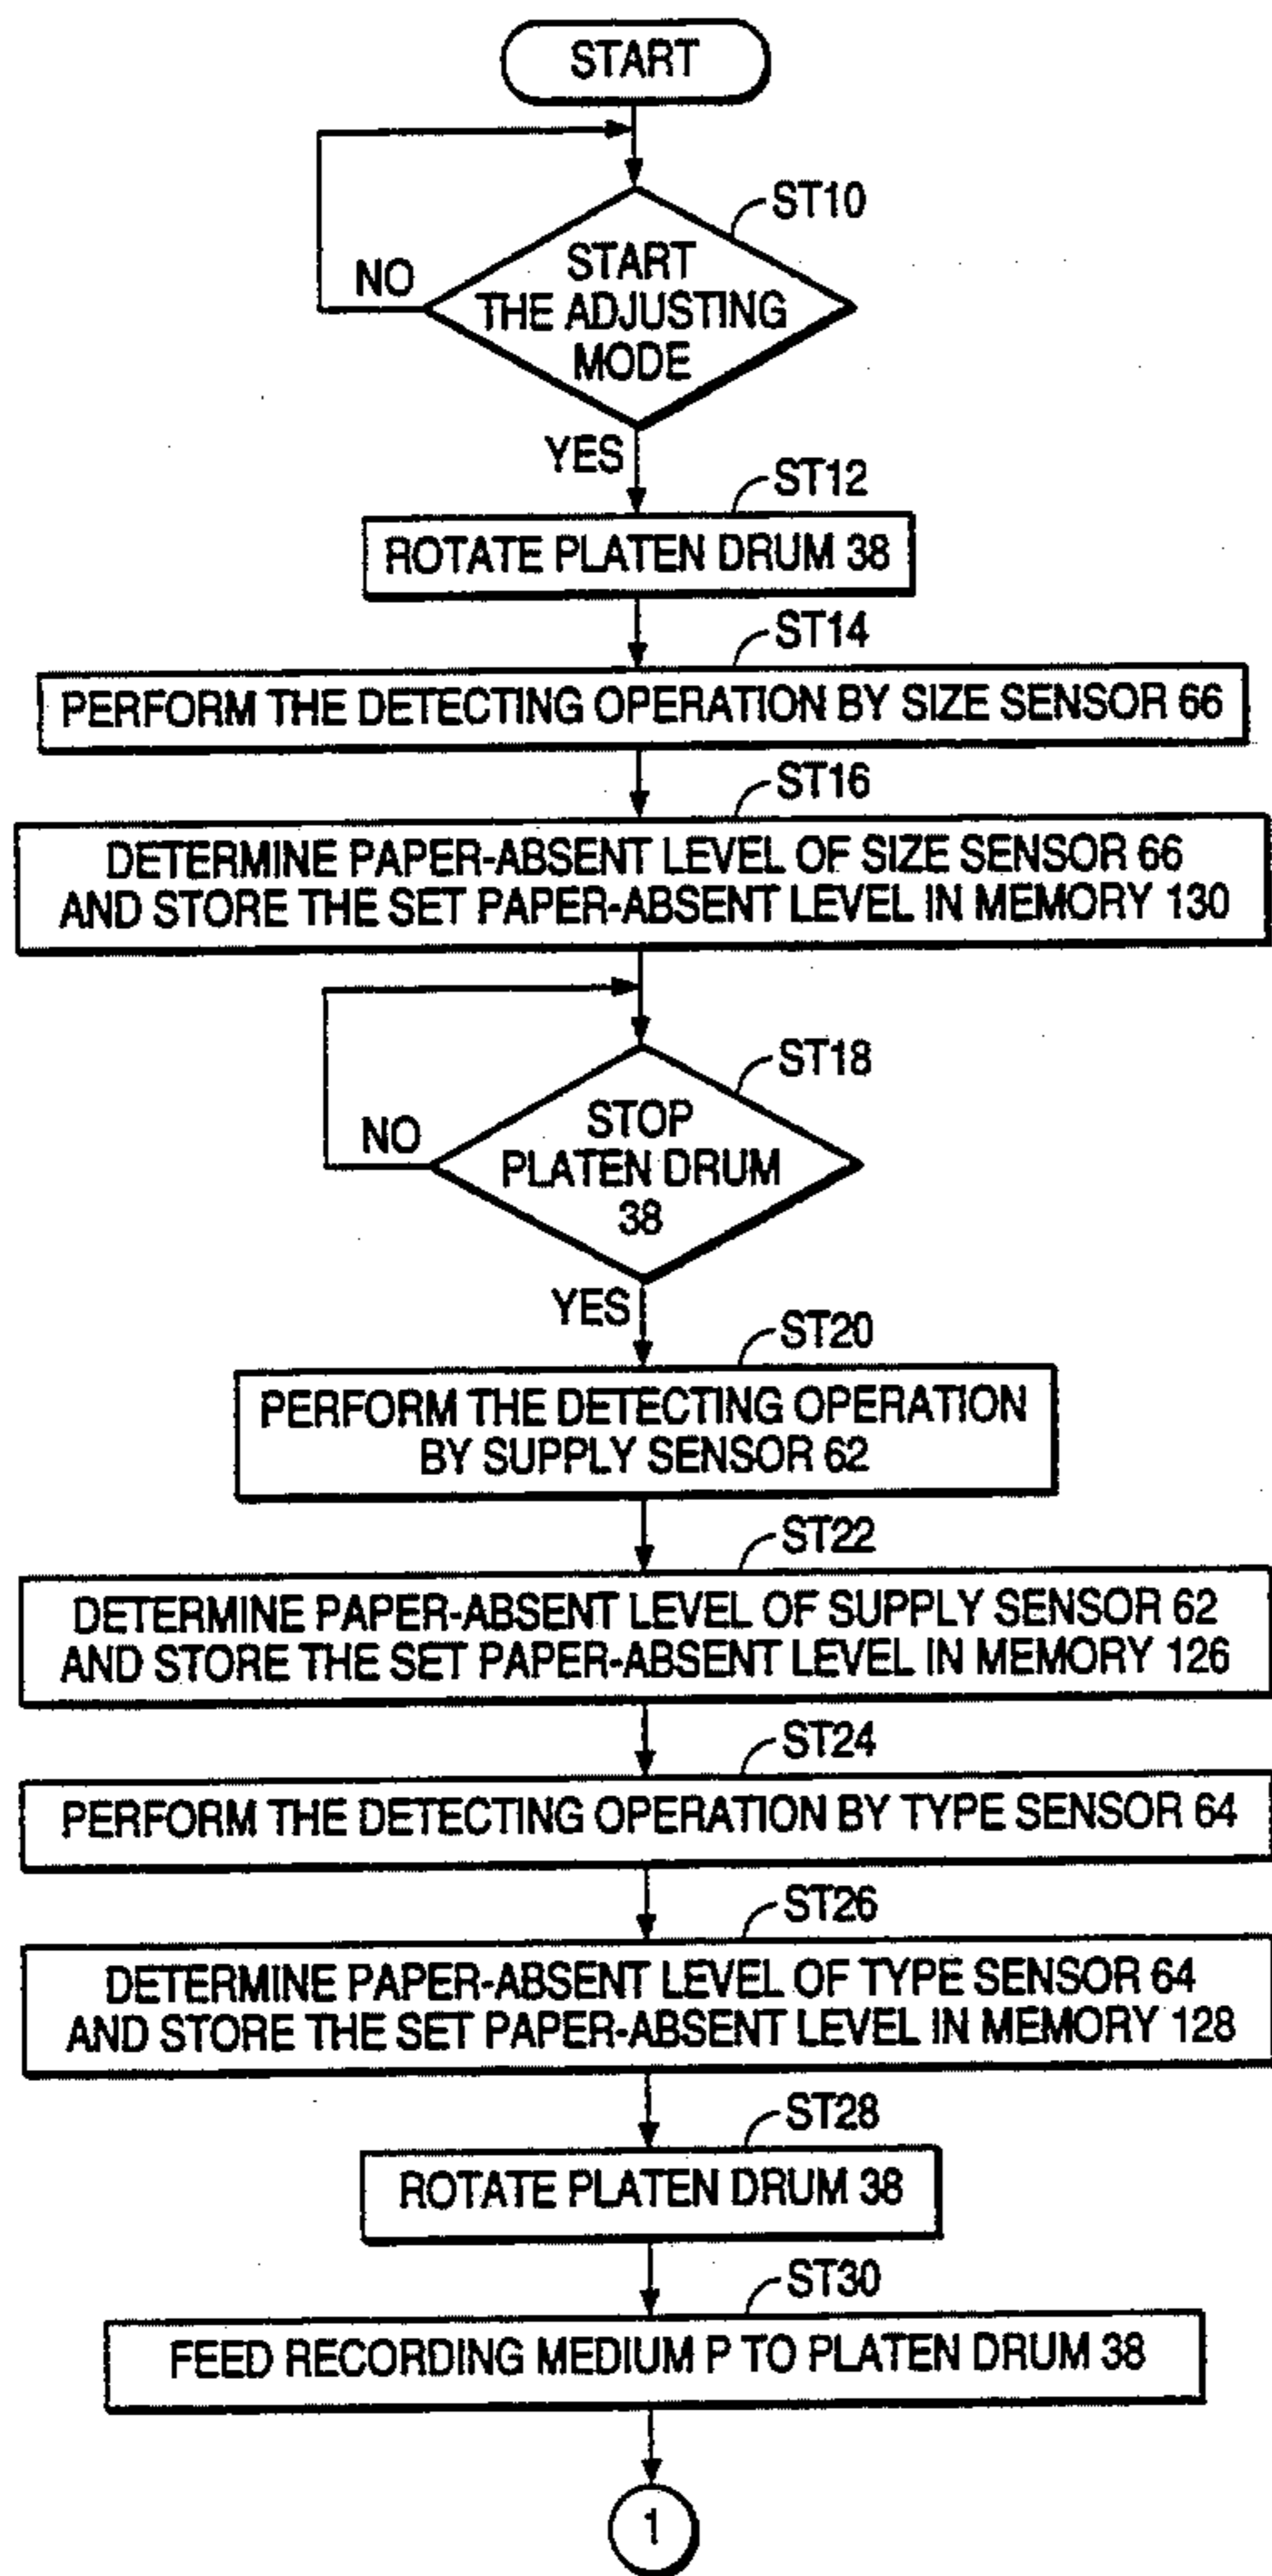 START
ST10
START
THE ADJUSTING
MODE
NO
YES
ST12
ROTATE PLATEN DRUM 38
ST14
PERFORM THE DETECTING OPERATION BY SIZE SENSOR 66
ST16
DETERMINE PAPER-ABSENT LEVEL OF SIZE SENSOR 66
AND STORE THE SET PAPER-ABSENT LEVEL IN MEMORY 130
ST18
STOP
PLATEN DRUM
38
NO
YES
ST20
PERFORM THE DETECTING OPERATION
BY SUPPLY SENSOR 62
ST22
DETERMINE PAPER-ABSENT LEVEL OF SUPPLY SENSOR 62
AND STORE THE SET PAPER-ABSENT LEVEL IN MEMORY 126
ST24
PERFORM THE DETECTING OPERATION BY TYPE SENSOR 64
ST26
DETERMINE PAPER-ABSENT LEVEL OF TYPE SENSOR 64
AND STORE THE SET PAPER-ABSENT LEVEL IN MEMORY 128
ST28
ROTATE PLATEN DRUM 38
ST30
FEED RECORDING MEDIUM P TO PLATEN DRUM 38
1